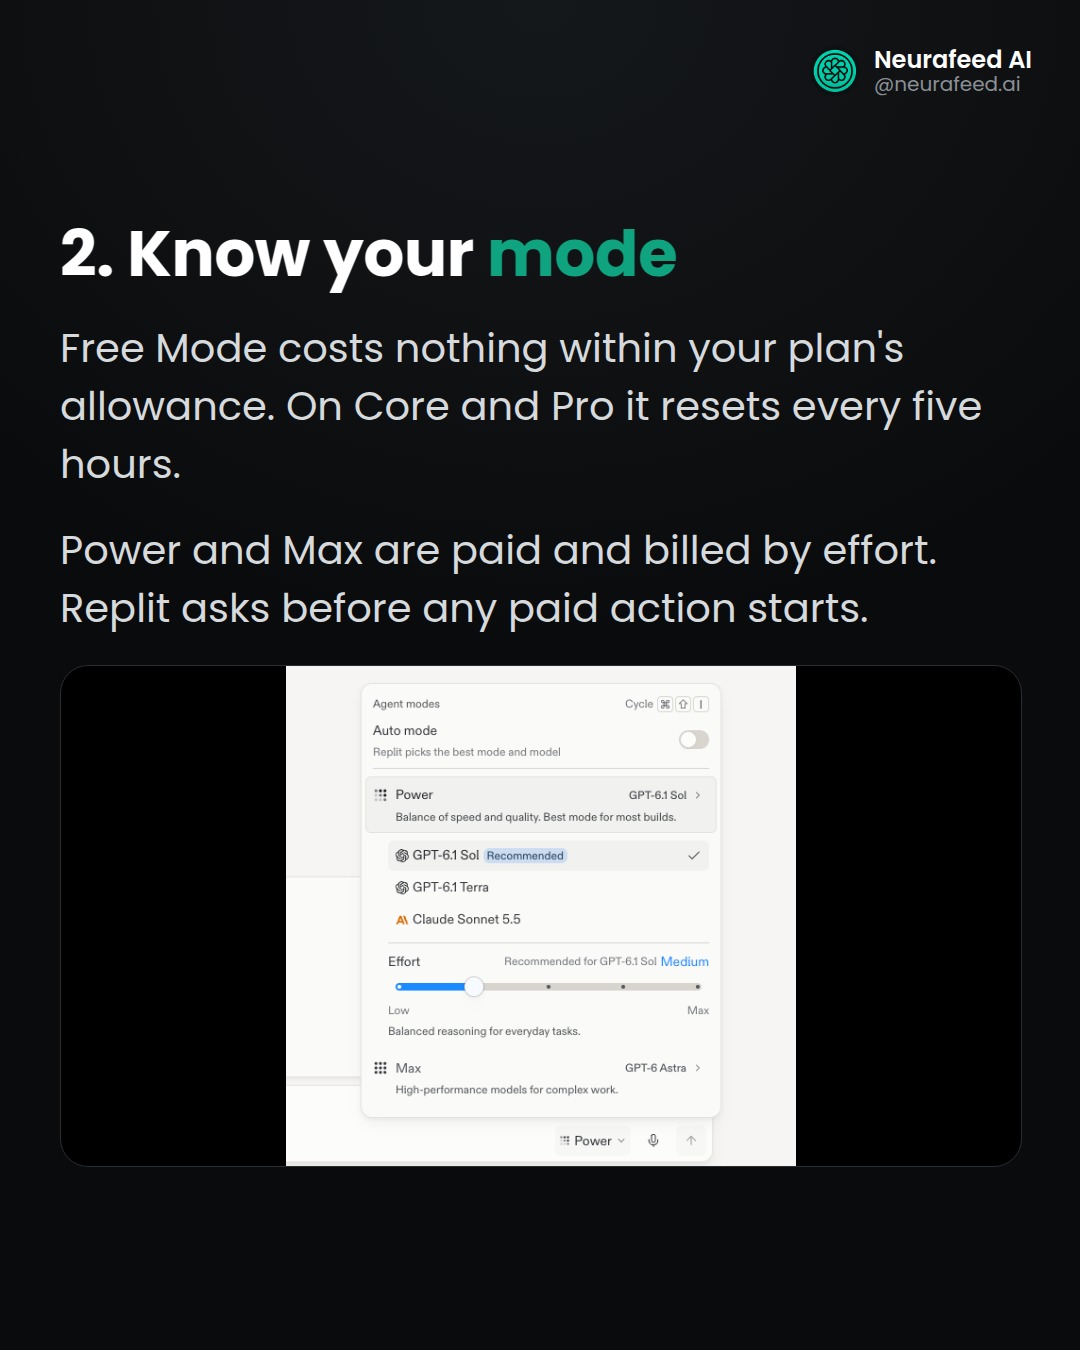 Neurafeed AI
@neurafeed.ai
2. Know your mode
Free Mode costs nothing within your plan's
allowance. On Core and Pro it resets every five
hours.
Power and Max are paid and billed by effort.
Replit asks before any paid action starts.
Agent modes
Cycle ⌘ ⇧ I
Auto mode
Replit picks the best mode and model
Power
GPT-6.1 Sol
Balance of speed and quality. Best mode for most builds.
GPT-6.1 Sol Recommended
GPT-6.1 Terra
Claude Sonnet 5.5
Effort
Recommended for GPT-6.1 Sol Medium
Low
Max
Balanced reasoning for everyday tasks.
Max
GPT-6 Astra
High-performance models for complex work.
Power